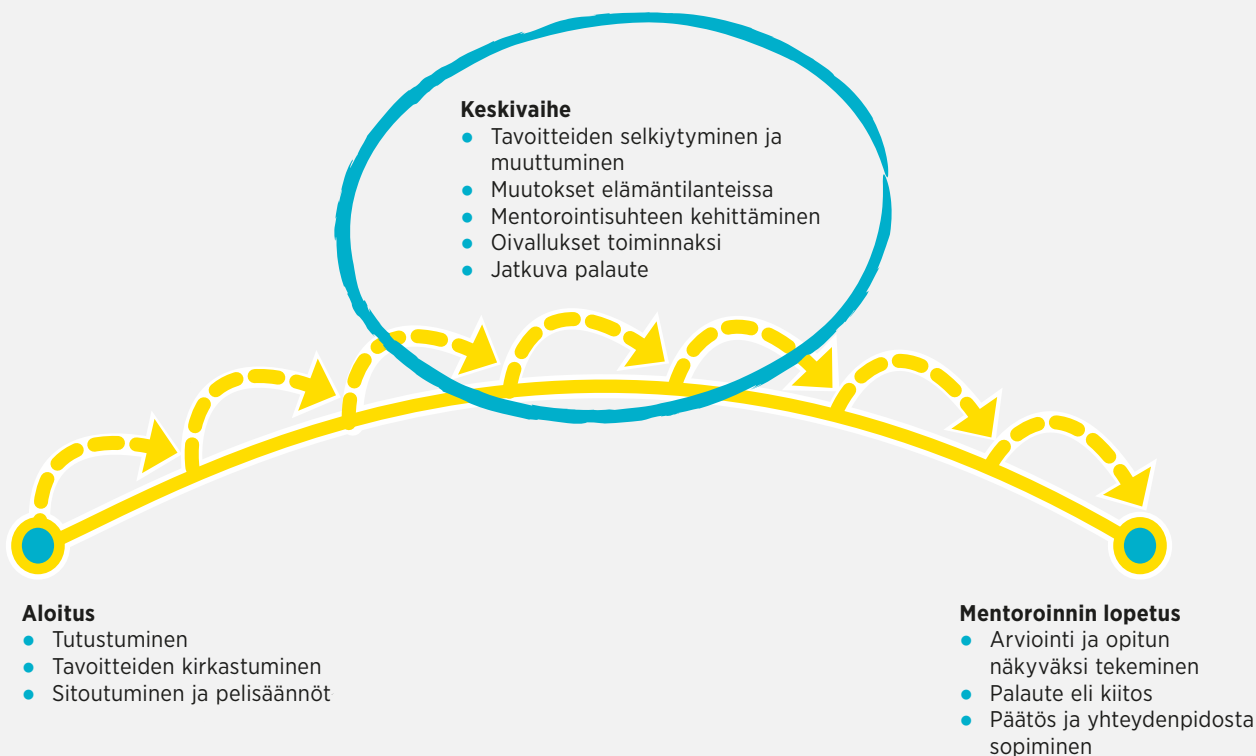 Keskivaihe
● Tavoitteiden selkiytyminen ja
muuttuminen
● Muutokset elämäntilanteissa
● Mentorointisuhteen kehittäminen
● Oivallukset toiminnaksi
● Jatkuva palaute
Aloitus
● Tutustuminen
● Tavoitteiden kirkastuminen
● Sitoutuminen ja pelisäännöt
Mentoroinnin lopetus
● Arviointi ja opitun
näkyväksi tekeminen
● Palaute eli kiitos
● Päätös ja yhteydenpidosta
sopiminen